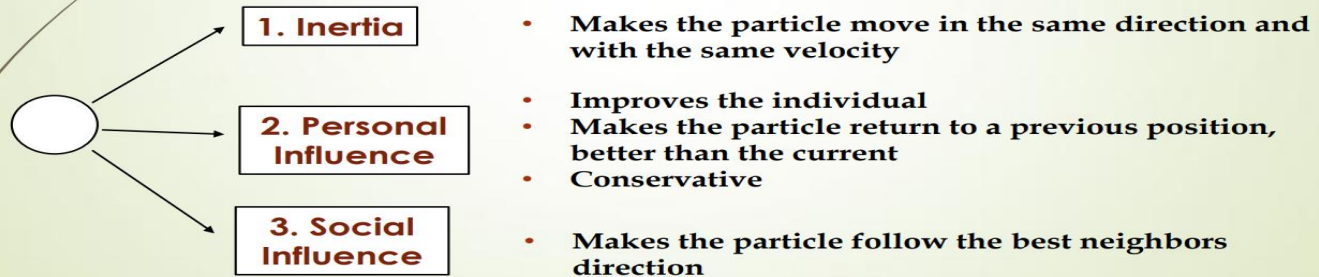 1. Inertia
• Makes the particle move in the same direction and
with the same velocity
2. Personal
Influence
• Improves the individual
• Makes the particle return to a previous position,
better than the current
• Conservative
3. Social
Influence
• Makes the particle follow the best neighbors
direction